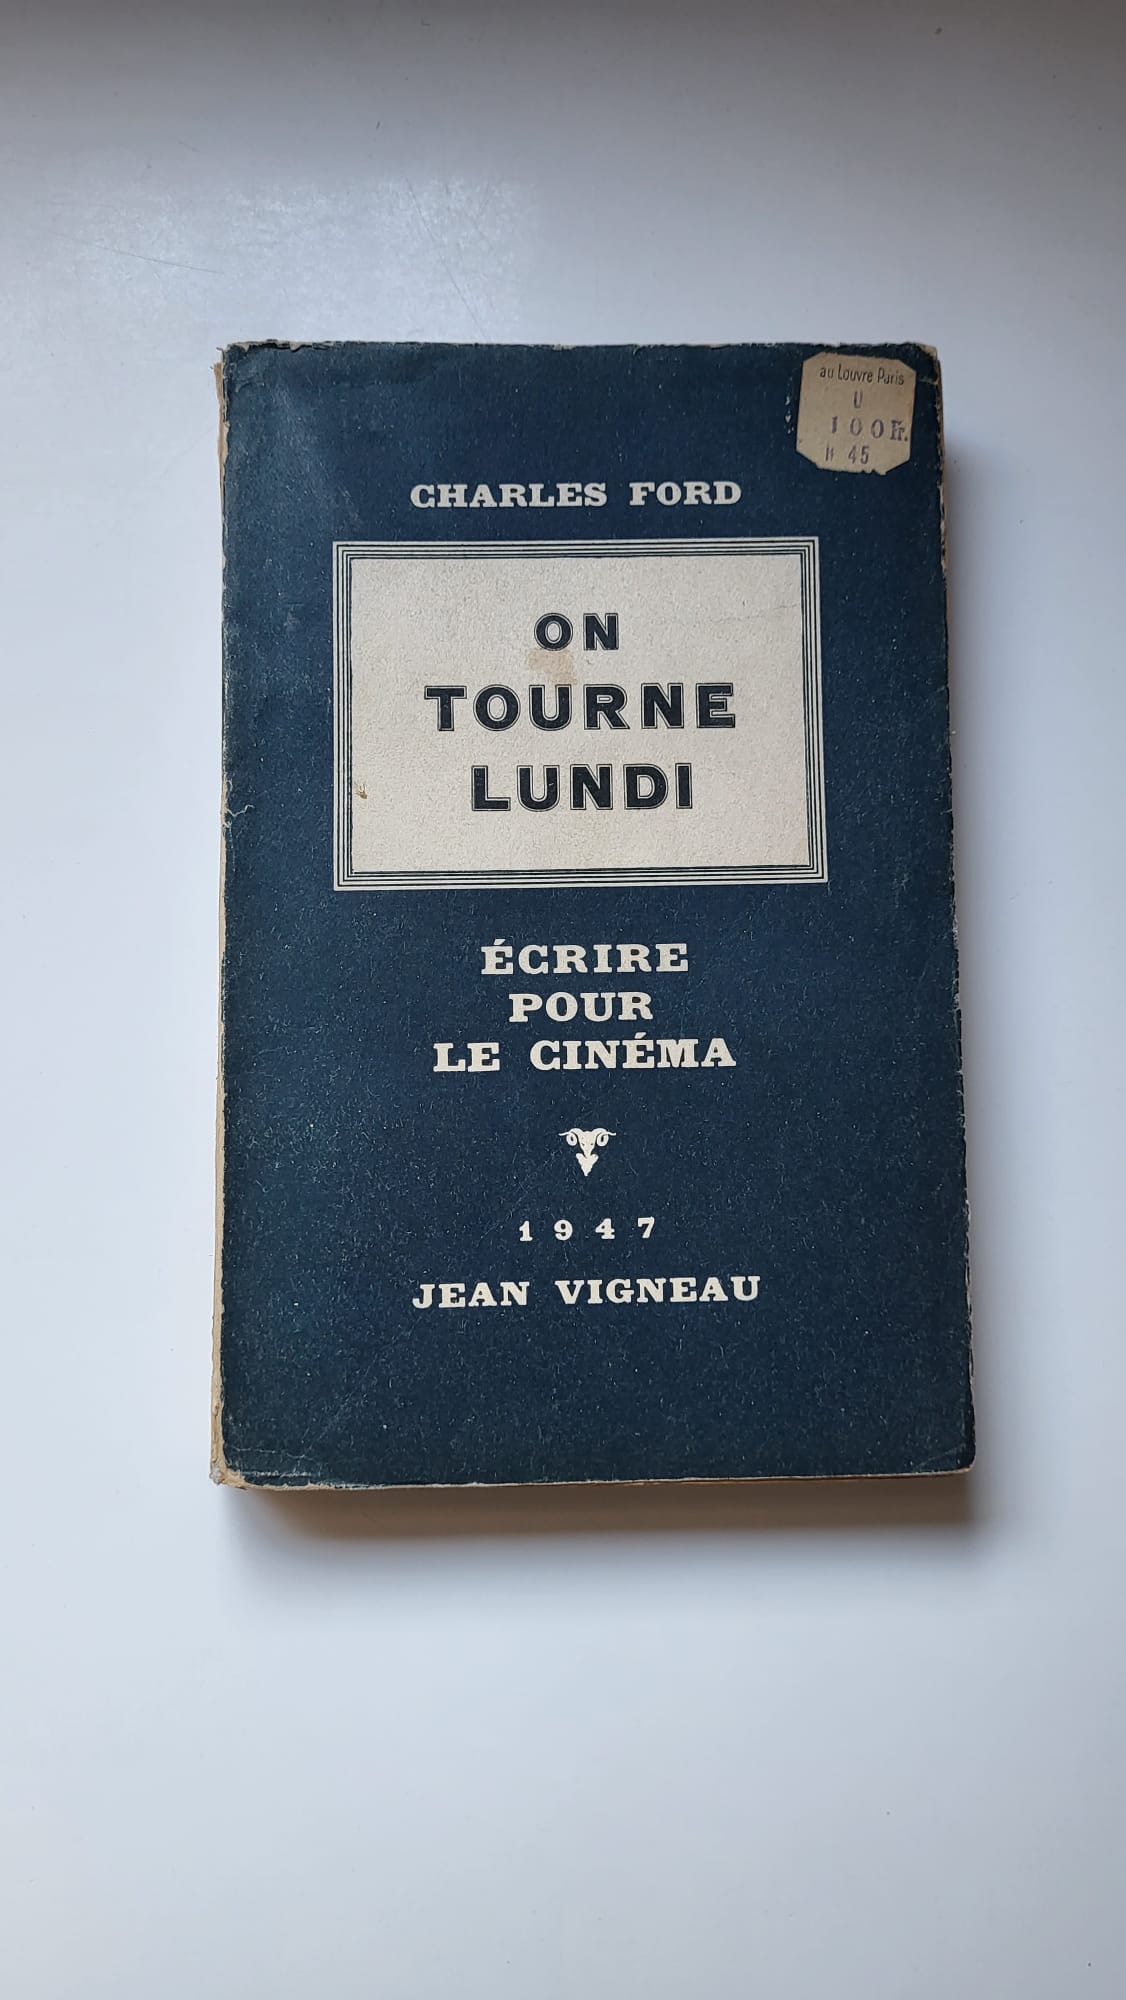 au Louvre Paris
U
100 Fr.
45
CHARLES FORD
ON
TOURNE
LUNDI
ÉCRIRE
POUR
LE CINÉMA
1947
JEAN VIGNEAU